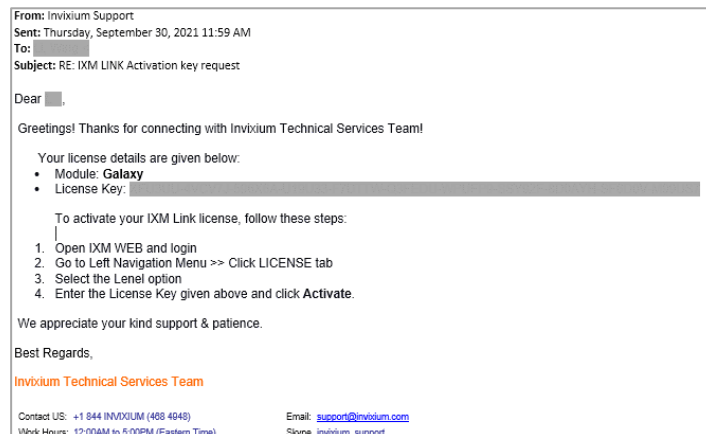 From: Invixium Support
Sent: Thursday, September 30, 2021 11:59 AM
To:
Subject: RE: IXM LINK Activation key request
Dear ,
Greetings! Thanks for connecting with Invixium Technical Services Team!
Your license details are given below:
• Module: Galaxy
• License Key:
To activate your IXM Link license, follow these steps:
1. Open IXM WEB and login
2. Go to Left Navigation Menu >> Click LICENSE tab
3. Select the Lenel option
4. Enter the License Key given above and click Activate.
We appreciate your kind support & patience.
Best Regards,
Invixium Technical Services Team
Contact US: +1 844 INVIXIUM (468 4948) Email: support@invixium.com
Work Hours: 12:00AM to 5:00PM (Eastern Time) Skype invixium_support